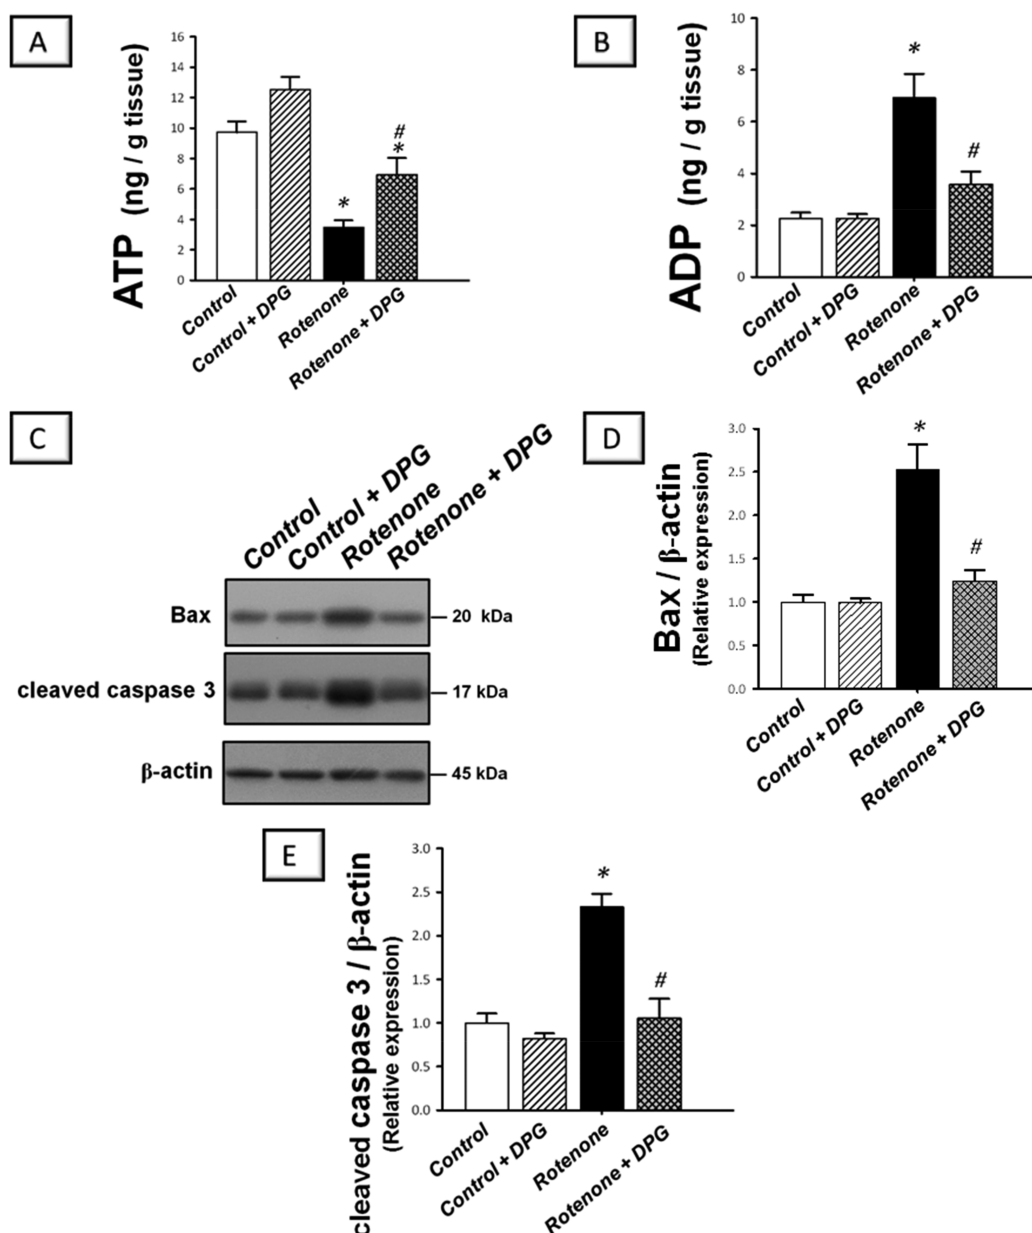 A
ATP (ng / g tissue)
16
14
12
10
8
6
4
2
0
*
#
*
Control
Control + DPG
Rotenone
Rotenone + DPG
B
ADP (ng / g tissue)
10
8
6
4
2
0
*
#
Control
Control + DPG
Rotenone
Rotenone + DPG
C
Control
Control + DPG
Rotenone
Rotenone + DPG
Bax
20 kDa
cleaved caspase 3
17 kDa
β-actin
45 kDa
D
Bax / β-actin
(Relative expression)
3.0
2.5
2.0
1.5
1.0
0.5
0.0
*
#
Control
Control + DPG
Rotenone
Rotenone + DPG
E
cleaved caspase 3 / β-actin
(Relative expression)
3.0
2.5
2.0
1.5
1.0
0.5
0.0
*
#
Control
Control + DPG
Rotenone
Rotenone + DPG